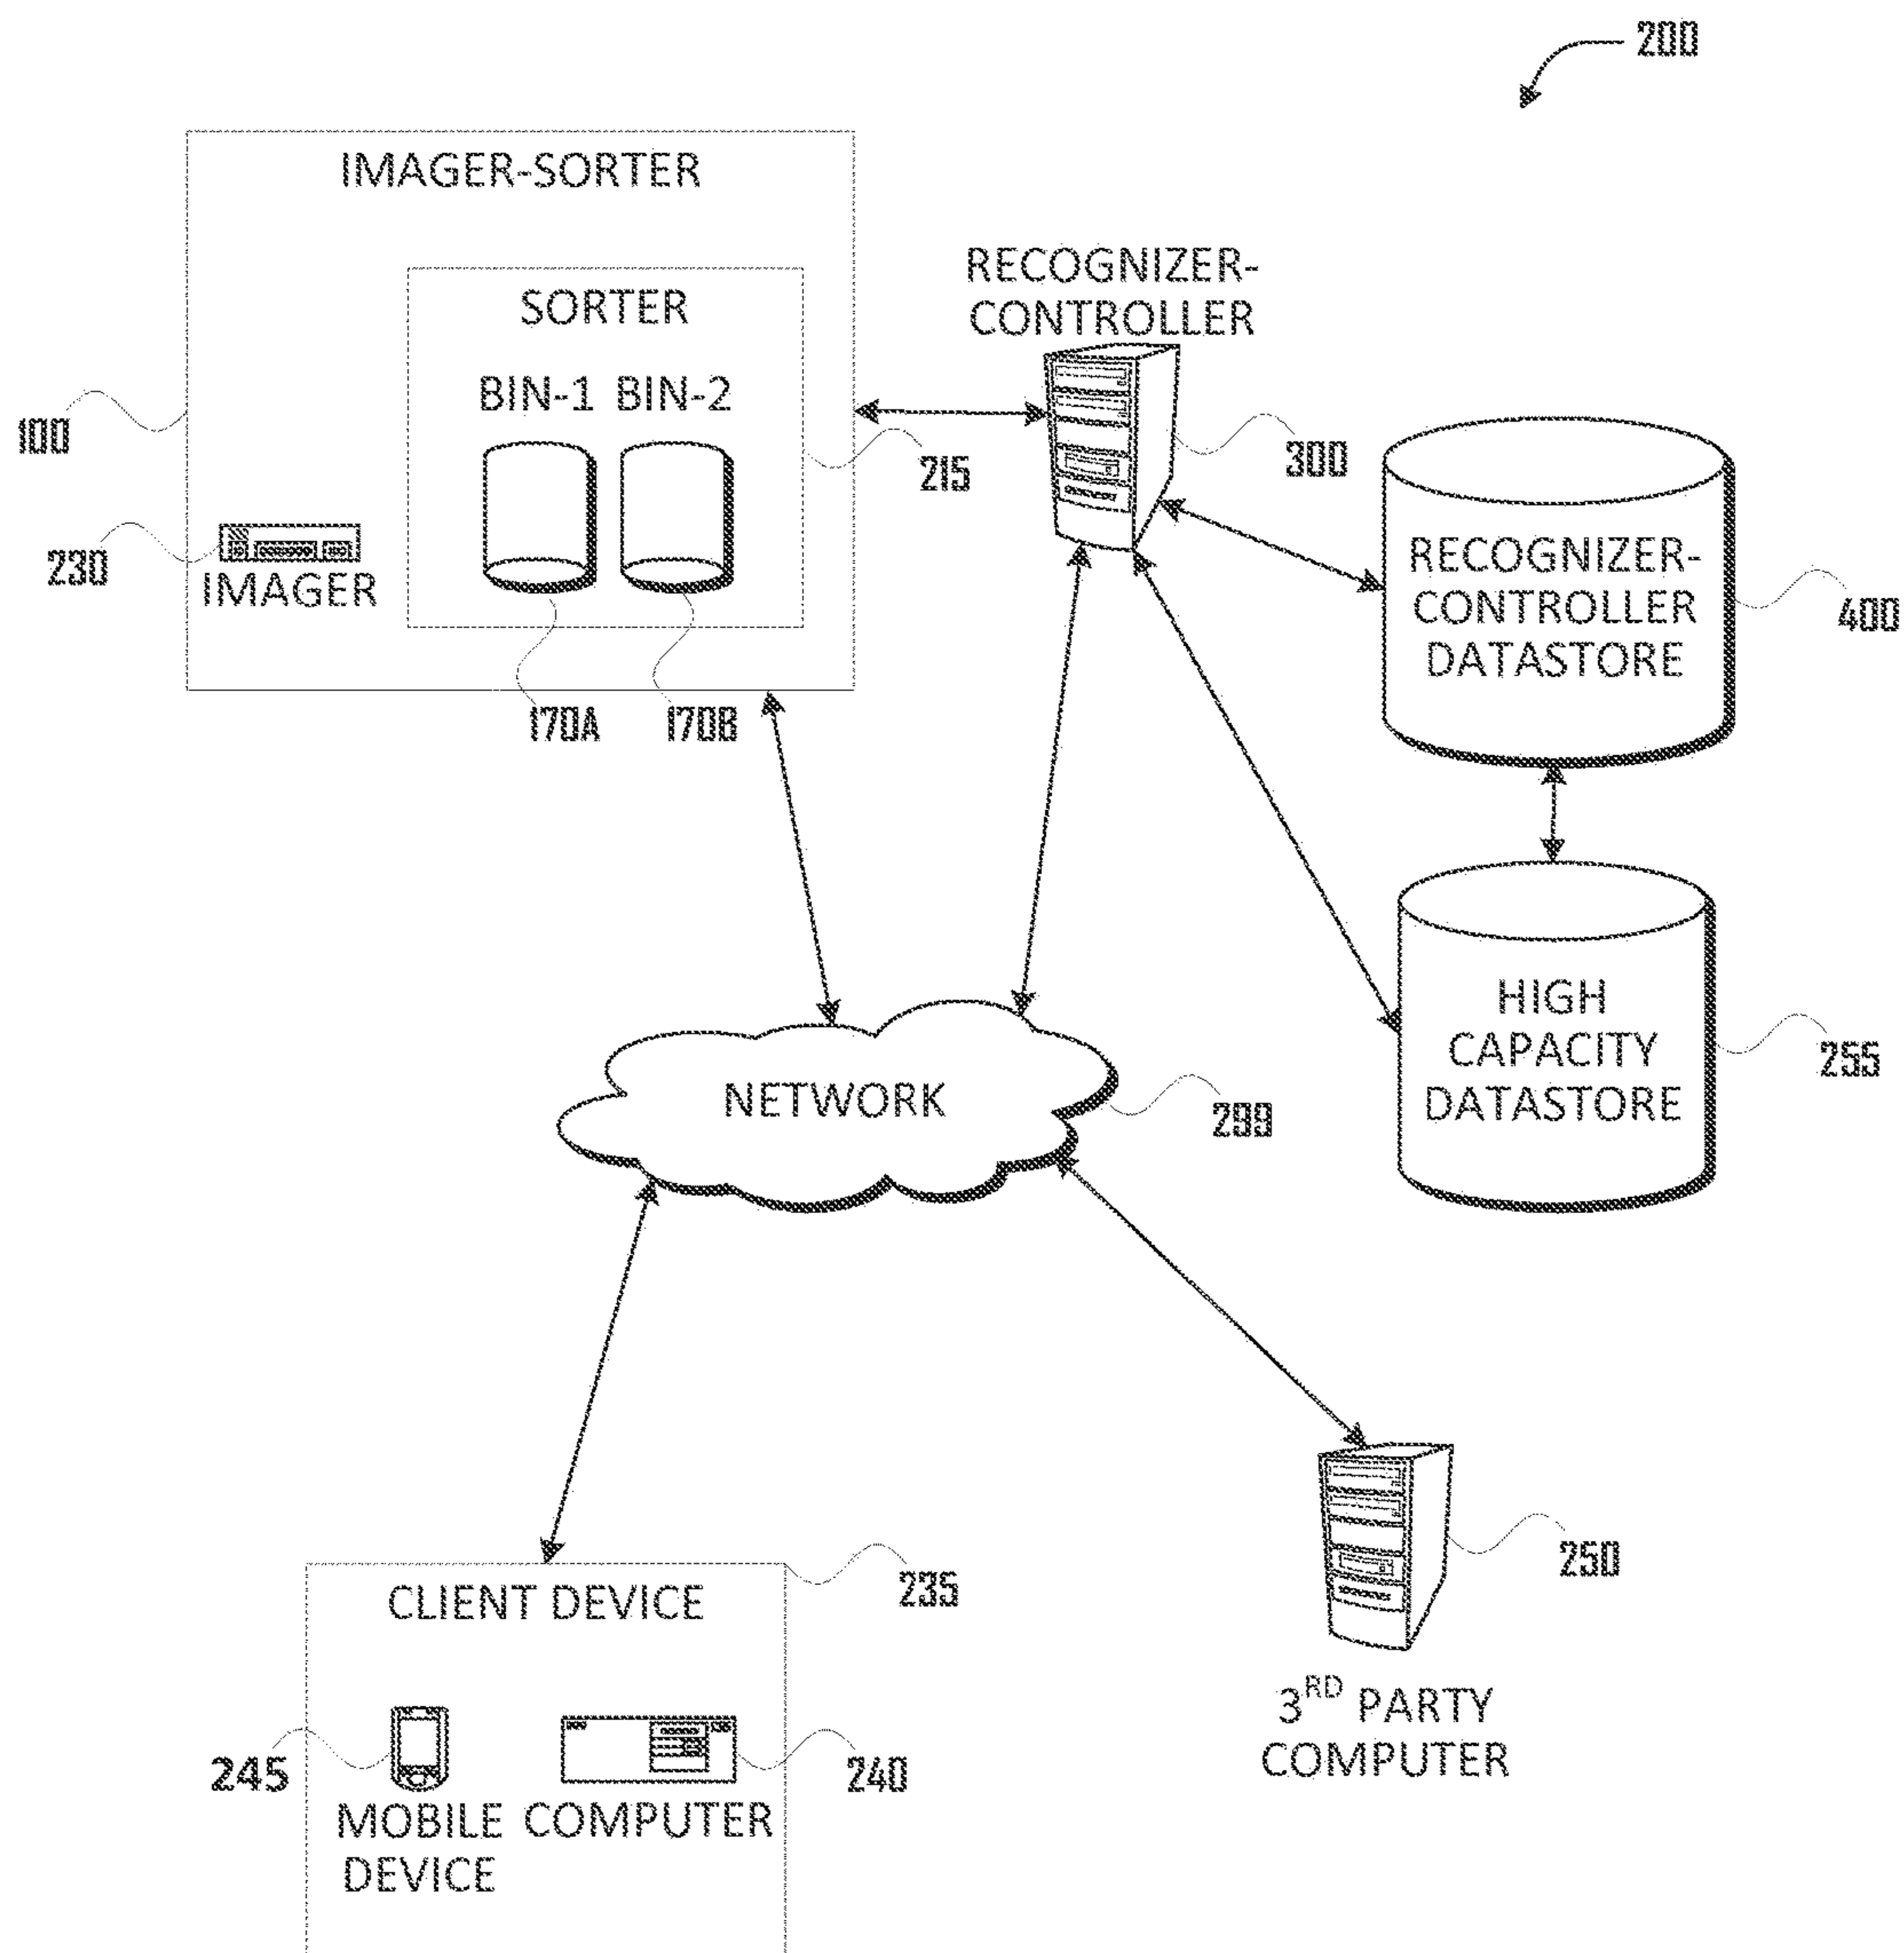 200
IMAGER-SORTER
SORTER
BIN-1 BIN-2
100
215
230
IMAGER
170A
170B
RECOGNIZER-
CONTROLLER
300
RECOGNIZER-
CONTROLLER
DATASTORE
400
HIGH
CAPACITY
DATASTORE
255
NETWORK
299
CLIENT DEVICE
235
245
MOBILE
DEVICE
COMPUTER
240
250
3RD PARTY
COMPUTER